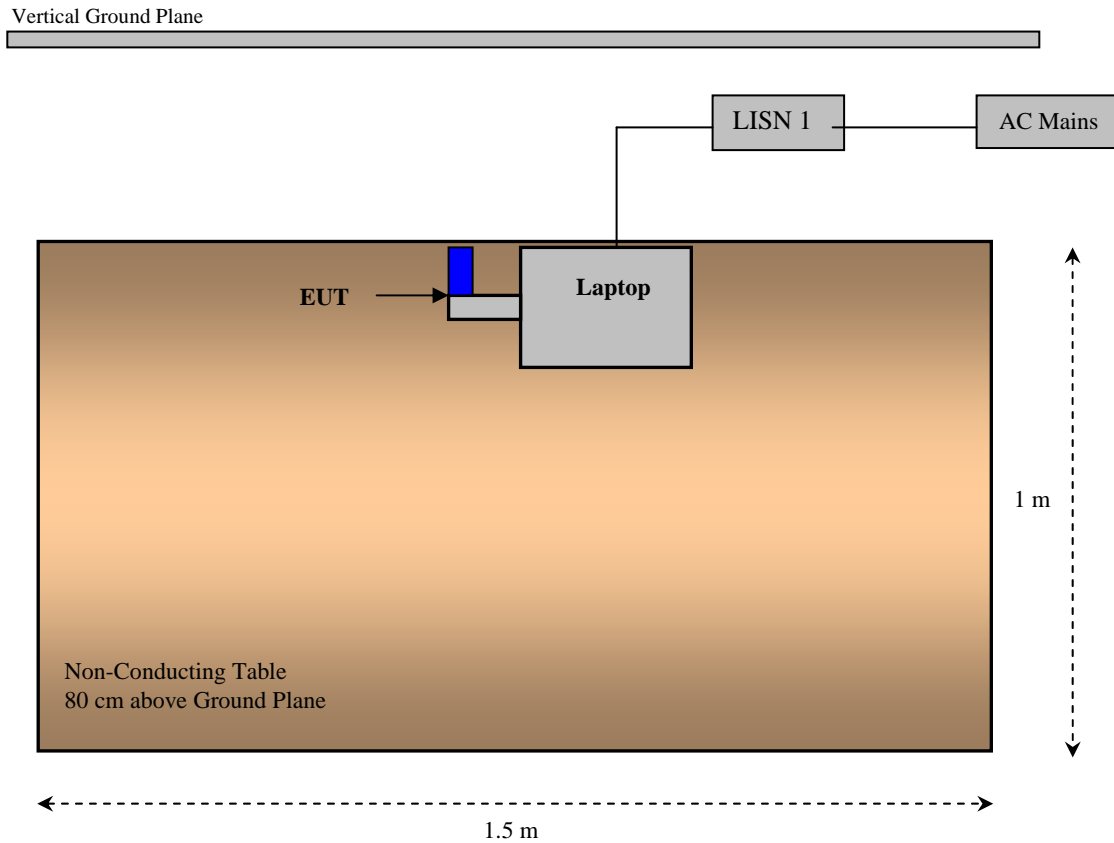 Vertical Ground Plane
LISN 1
AC Mains
EUT
Laptop
1 m
Non-Conducting Table
80 cm above Ground Plane
1.5 m